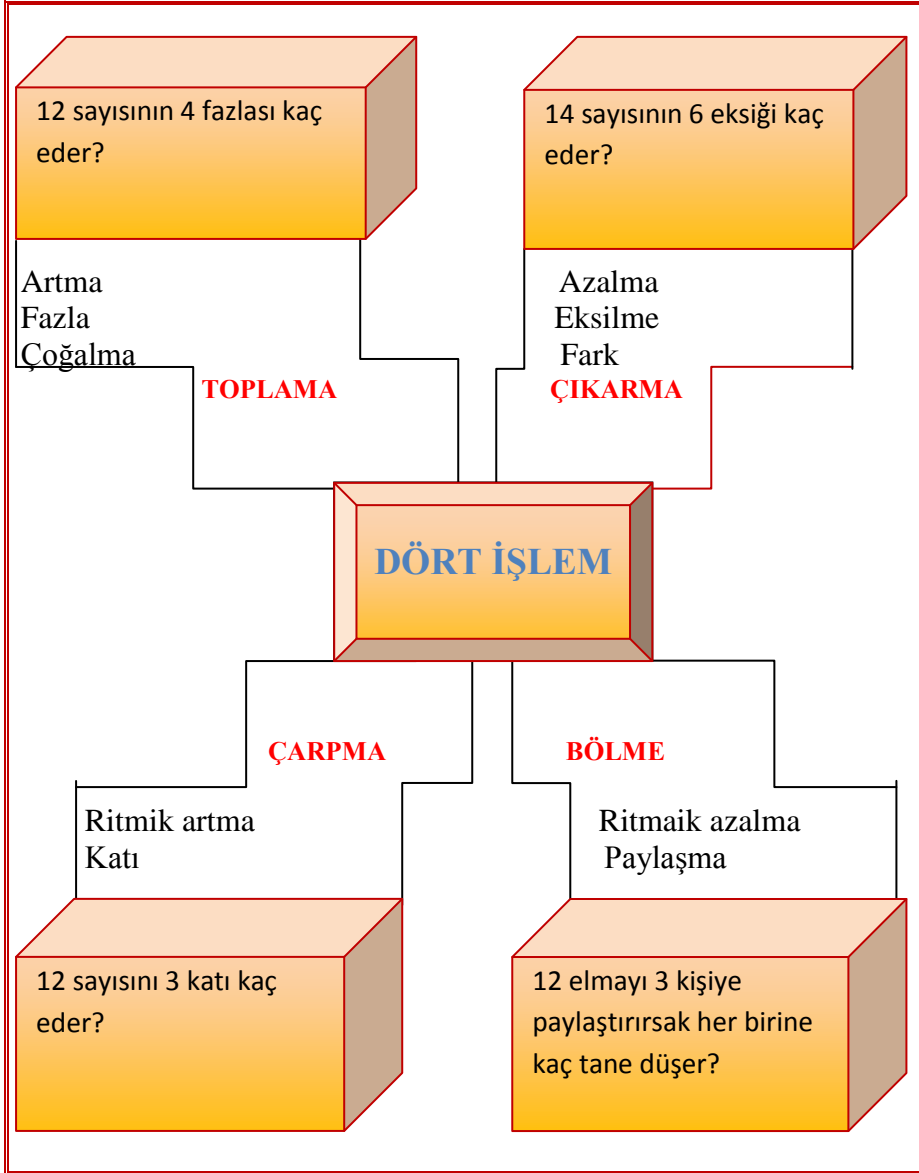 12 sayısının 4 fazlası kaç
eder?
14 sayısının 6 eksiği kaç
eder?
Artma
Fazla
Çoğalma
TOPLAMA
Azalma
Eksilme
Fark
ÇIKARMA
DÖRT İŞLEM
ÇARPMA
Ritmik artma
Katı
BÖLME
Ritmaik azalma
Paylaşma
12 sayısını 3 katı kaç
eder?
12 elmayı 3 kişiye
paylaştırırsak her birine
kaç tane düşer?